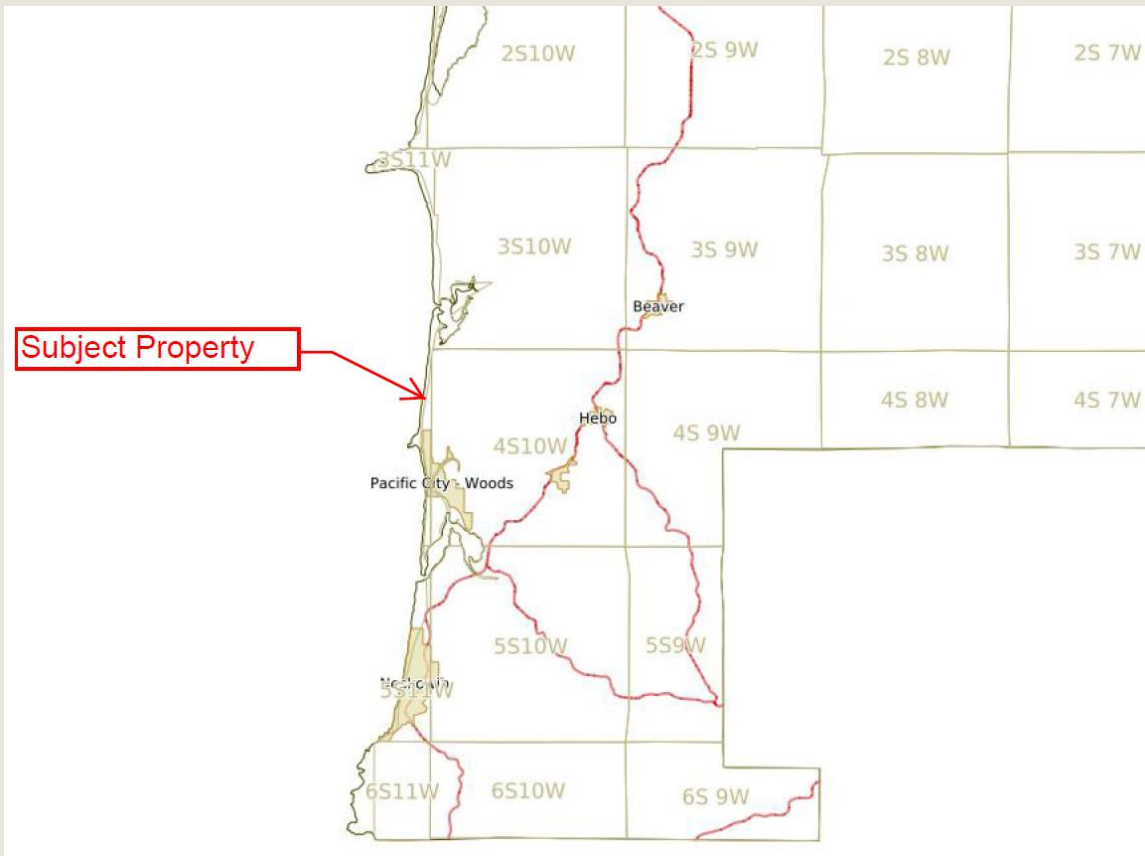 2S10W
2S 9W
2S 8W
2S 7W
3S11W
3S10W
3S 9W
3S 8W
3S 7W
Beaver
Subject Property
4S 8W
4S 7W
Hebo
4S10W
4S 9W
Pacific City - Woods
5S10W
5S9W
Neskowin
5S11W
6S11W
6S10W
6S 9W